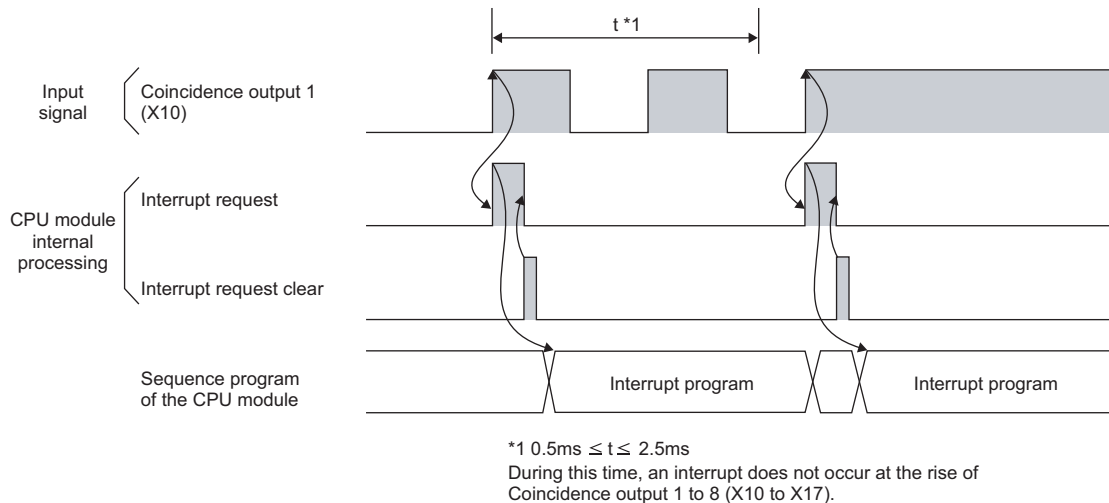 t *1
Input
signal
Coincidence output 1
(X10)
CPU module
internal
processing
Interrupt request
Interrupt request clear
Sequence program
of the CPU module
Interrupt program
Interrupt program
*1 0.5ms ≤ t ≤ 2.5ms
During this time, an interrupt does not occur at the rise of
Coincidence output 1 to 8 (X10 to X17).